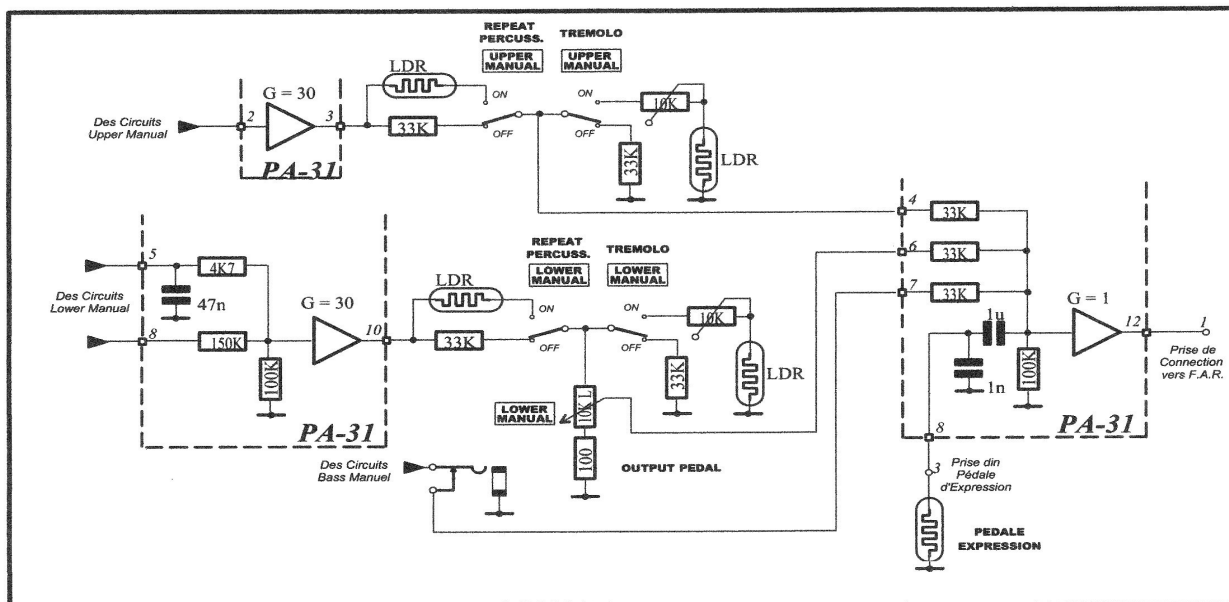 REPEAT
PERCUSS.
UPPER
MANUAL
TREMOLO
UPPER
MANUAL
LDR
G = 30
ON
ON
10K
Des Circuits
Upper Manual
2
3
33K
OFF
OFF
33K
LDR
PA-31
4
33K
6
33K
7
33K
REPEAT
PERCUSS.
LOWER
MANUAL
TREMOLO
LOWER
MANUAL
5
4K7
47n
Des Circuits
Lower Manual
8
150K
100K
G = 30
10
PA-31
LDR
ON
ON
10K
33K
OFF
OFF
33K
LDR
LOWER
MANUAL
10K L
100
OUTPUT PEDAL
Des Circuits
Bass Manuel
G = 1
1u
1n
100K
12
1
Prise de
Connection
vers F.A.R.
PA-31
8
3
Prise din
Pédale
d'Expression
PEDALE
EXPRESSION